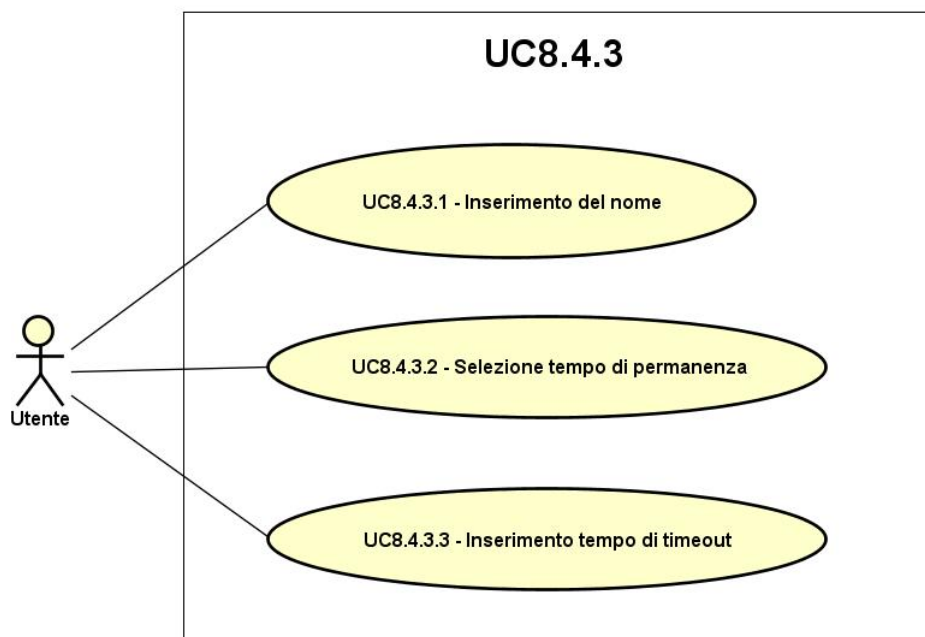 UC8.4.3
UC8.4.3.1 - Inserimento del nome
UC8.4.3.2 - Selezione tempo di permanenza
Utente
UC8.4.3.3 - Inserimento tempo di timeout